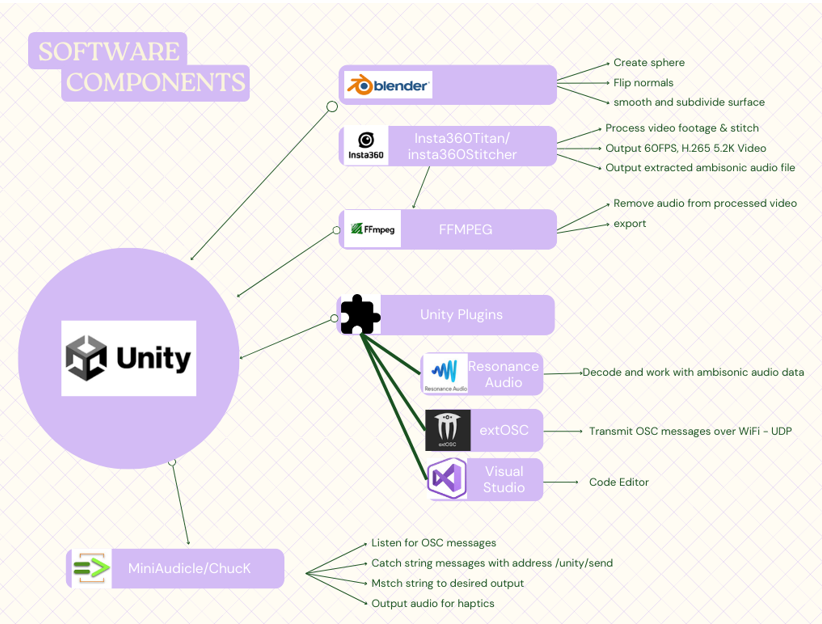 SOFTWARE
COMPONENTS
blender
Create sphere
Flip normals
smooth and subdivide surface
Insta360
Insta360Titan/
insta360Stitcher
Process video footage & stitch
Output 60FPS, H.265 5.2K Video
Output extracted ambisonic audio file
FFmpeg
FFMPEG
Remove audio from processed video
export
Unity
Unity Plugins
Resonance Audio
Resonance
Audio
Decode and work with ambisonic audio data
extOSC
extOSC
Transmit OSC messages over WiFi - UDP
Visual
Studio
Code Editor
MiniAudicle/ChucK
Listen for OSC messages
Catch string messages with address /unity/send
Mstch string to desired output
Output audio for haptics